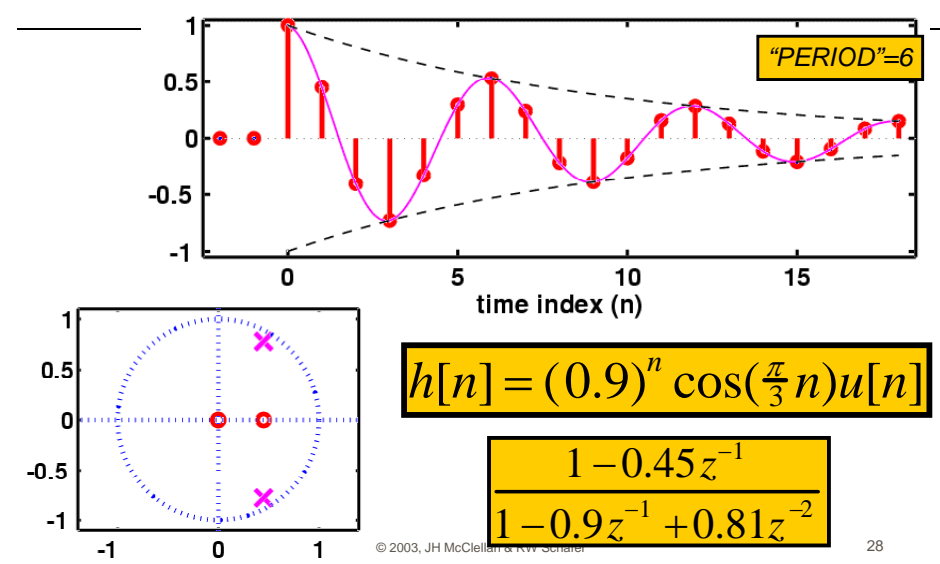 1
0.5
0
-0.5
-1
0 5 10 15
time index (n)
“PERIOD”=6
1
0.5
0
-0.5
-1
-1 0 1
h[n] = (0.9)^n cos(π/3 n)u[n]
1 − 0.45z^−1
1 − 0.9z^−1 + 0.81z^−2
© 2003, JH McClellan & RW Schafer
28